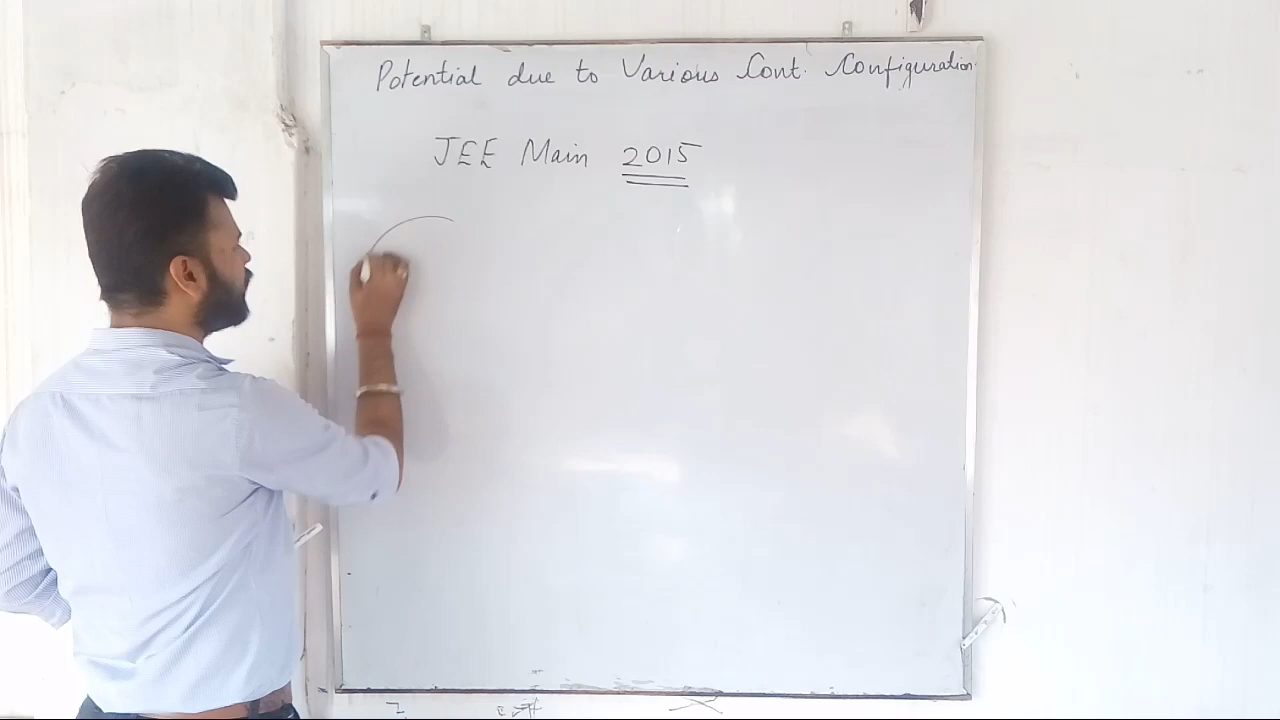 Potential due to Various Cont. Configuration.
JEE Main 2015